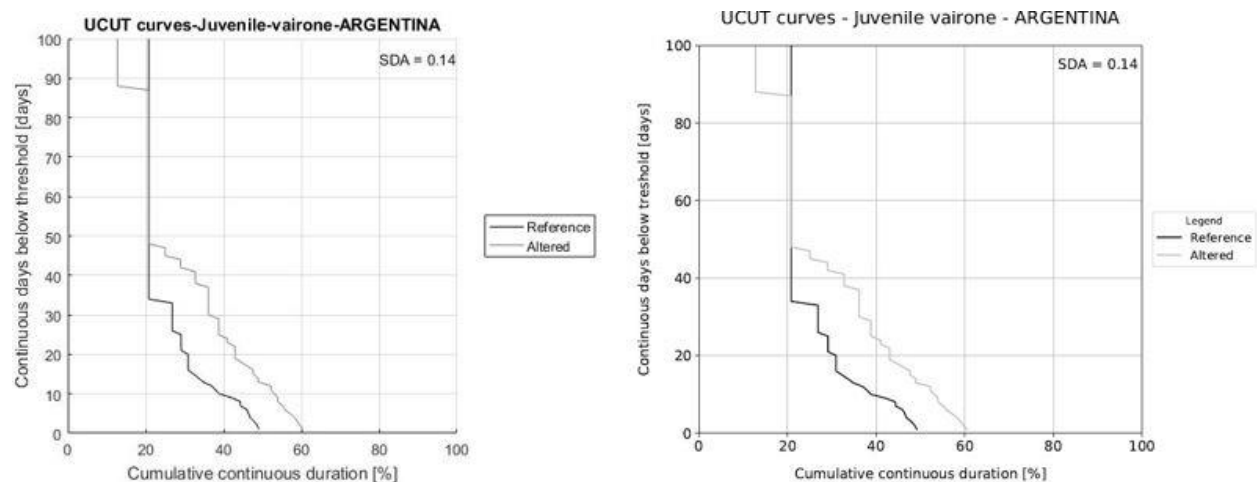 UCUT curves-Juvenile-vairone-ARGENTINA
SDA = 0.14
100
90
80
70
60
50
40
30
20
10
0
Continuous days below threshold [days]
0 20 40 60 80 100
Cumulative continuous duration [%]
Reference
Altered
UCUT curves - Juvenile vairone - ARGENTINA
SDA = 0.14
100
80
60
40
20
0
Continuous days below treshold [days]
0 20 40 60 80 100
Cumulative continuous duration [%]
Legend
Reference
Altered